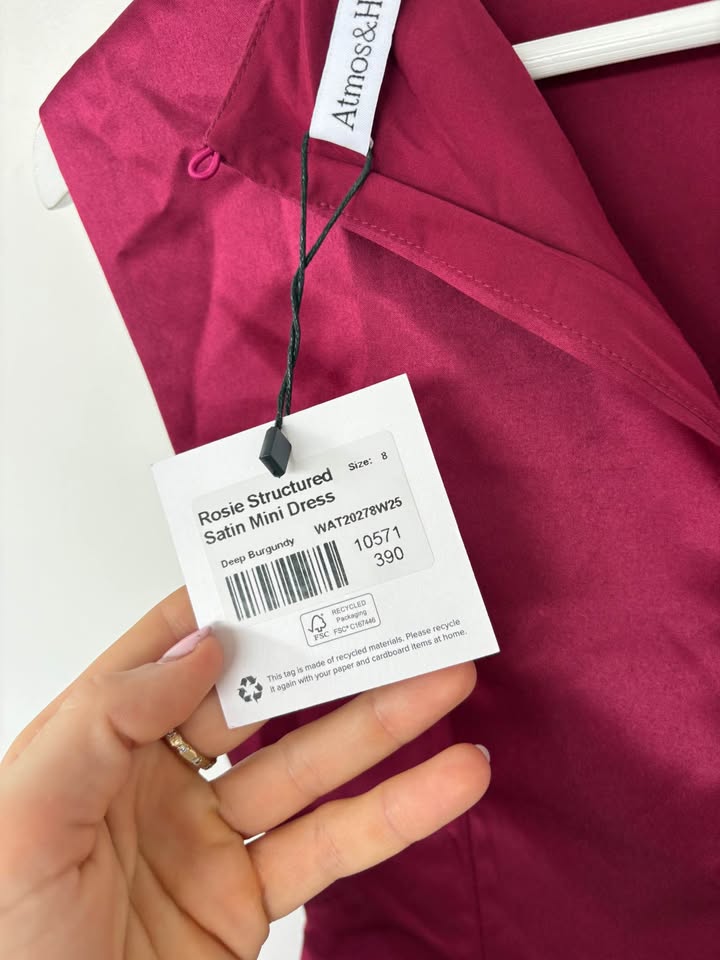 Atmos&H
Rosie Structured
Satin Mini Dress
Size: 8
Deep Burgundy
WAT20278W25
10571
390
FSC
RECYCLED
Packaging
FSC® C167446
This tag is made of recycled materials. Please recycle
it again with your paper and cardboard items at home.